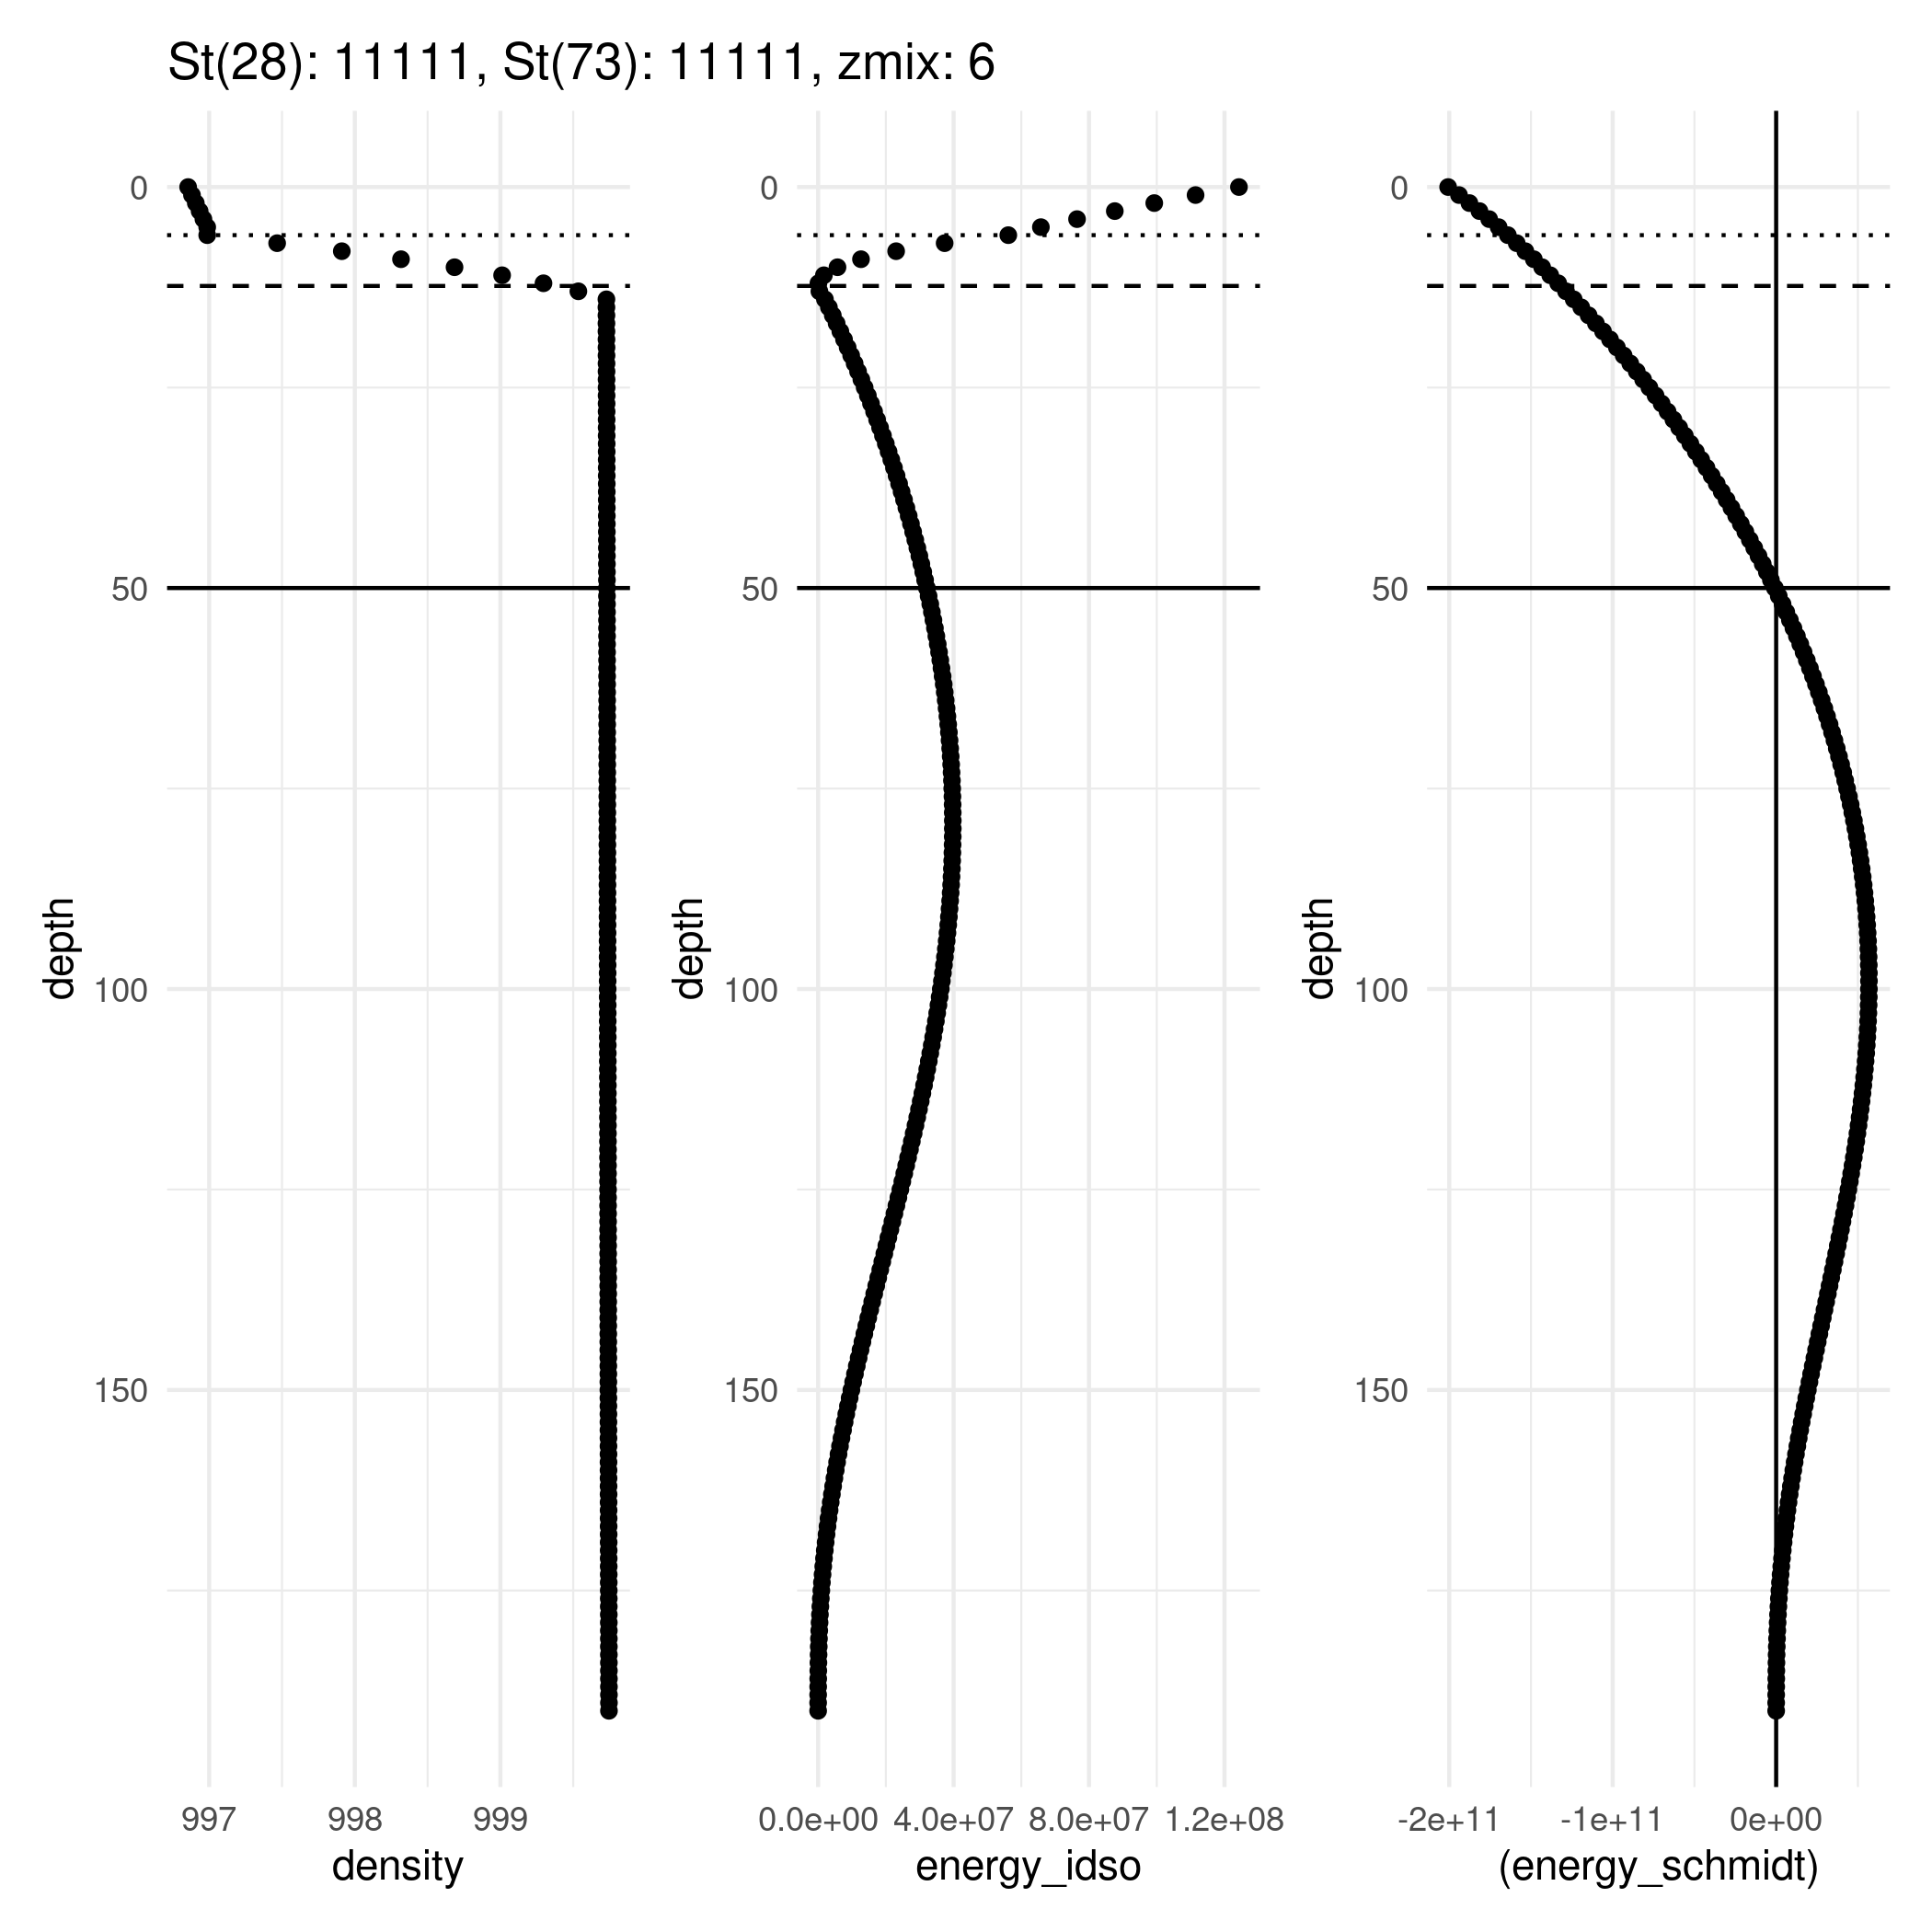 St(28): 11111, St(73): 11111, zmix: 6
depth
0
50
100
150
997 998 999
density
depth
0
50
100
150
0.0e+00 4.0e+07 8.0e+07 1.2e+08
energy_idso
depth
0
50
100
150
-2e+11 -1e+11 0e+00
(energy_schmidt)